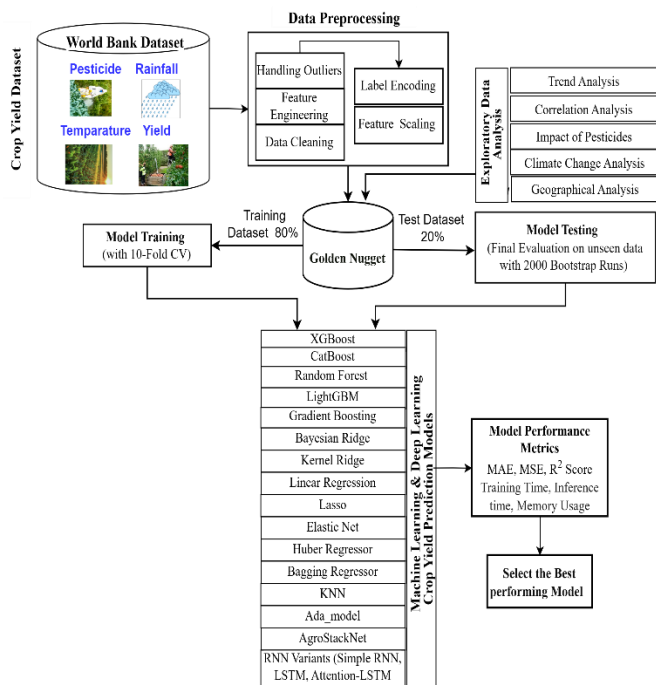 Crop Yield Dataset
World Bank Dataset
Pesticide
Rainfall
Temparature
Yield
Data Preprocessing
Handling Outliers
Feature
Engineering
Data Cleaning
Label Encoding
Feature Scaling
Exploratory Data
Analysis
Trend Analysis
Correlation Analysis
Impact of Pesticides
Climate Change Analysis
Geographical Analysis
Model Training
(with 10-Fold CV)
Training
Dataset 80%
Golden Nugget
Test Dataset
20%
Model Testing
(Final Evaluation on unseen data
with 2000 Bootstrap Runs)
XGBoost
CatBoost
Random Forest
LightGBM
Gradient Boosting
Bayesian Ridge
Kernel Ridge
Linear Regression
Lasso
Elastic Net
Huber Regressor
Bagging Regressor
KNN
Ada_model
AgroStackNet
RNN Variants (Simple RNN,
LSTM, Attention-LSTM
Machine Learning & Deep Learning
Crop Yield Prediction Models
Model Performance
Metrics
MAE, MSE, R² Score
Training Time, Inference
time, Memory Usage
Select the Best
performing Model